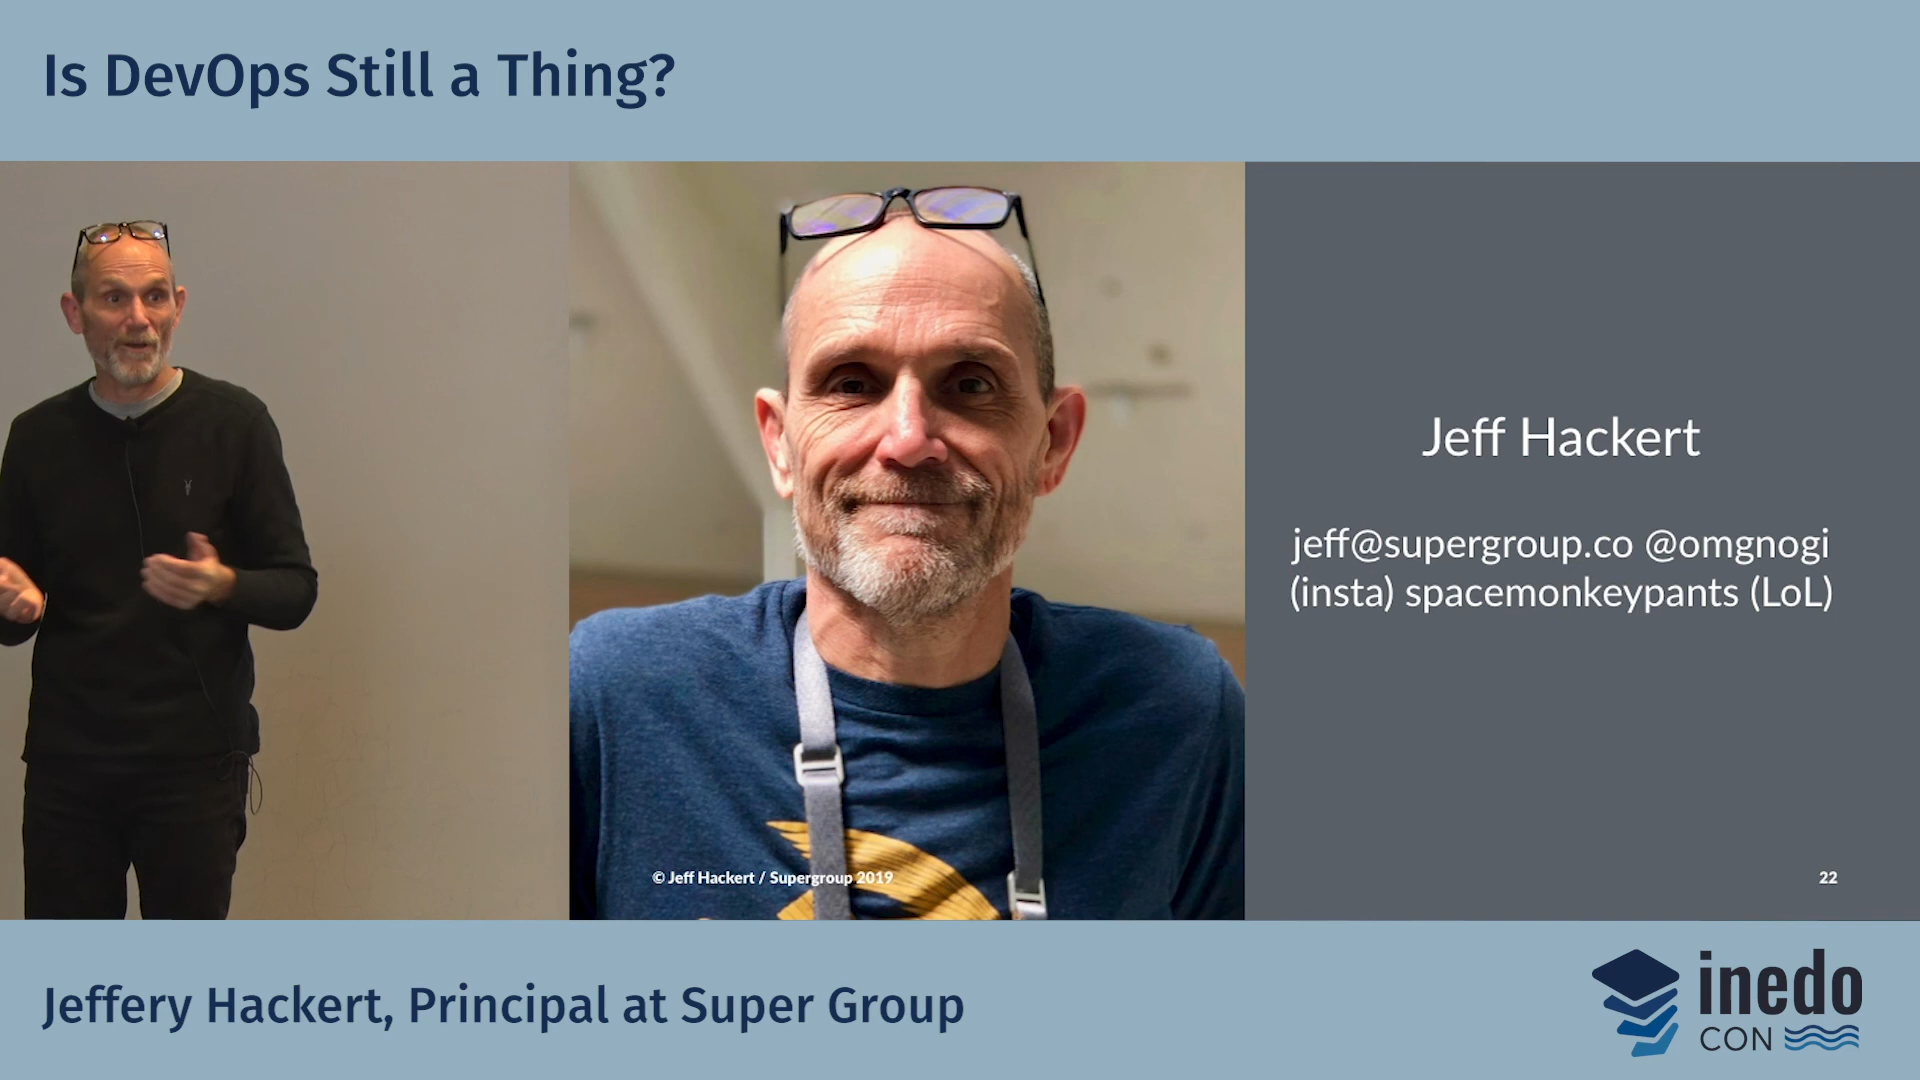 Is DevOps Still a Thing?
Jeff Hackert
jeff@supergroup.co @omgnogi
(insta) spacemonkeypants (LoL)
© Jeff Hackert / Supergroup 2019
22
Jeffery Hackert, Principal at Super Group
inedo
CON